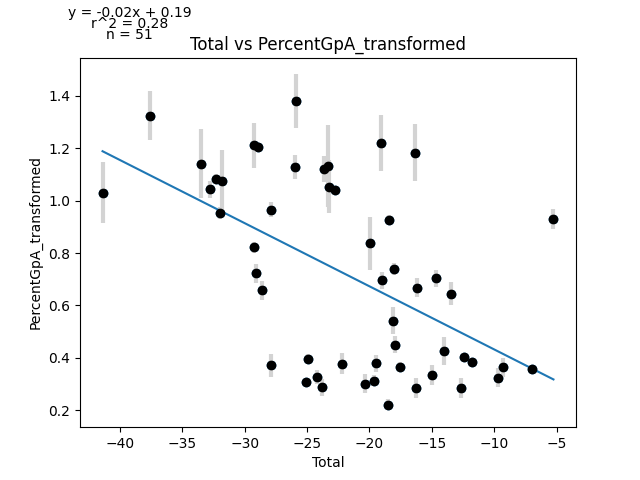 y = -0.02x + 0.19
r^2 = 0.28
n = 51
Total vs PercentGpA_transformed
PercentGpA_transformed
1.4
1.2
1.0
0.8
0.6
0.4
0.2
−40 −35 −30 −25 −20 −15 −10 −5
Total